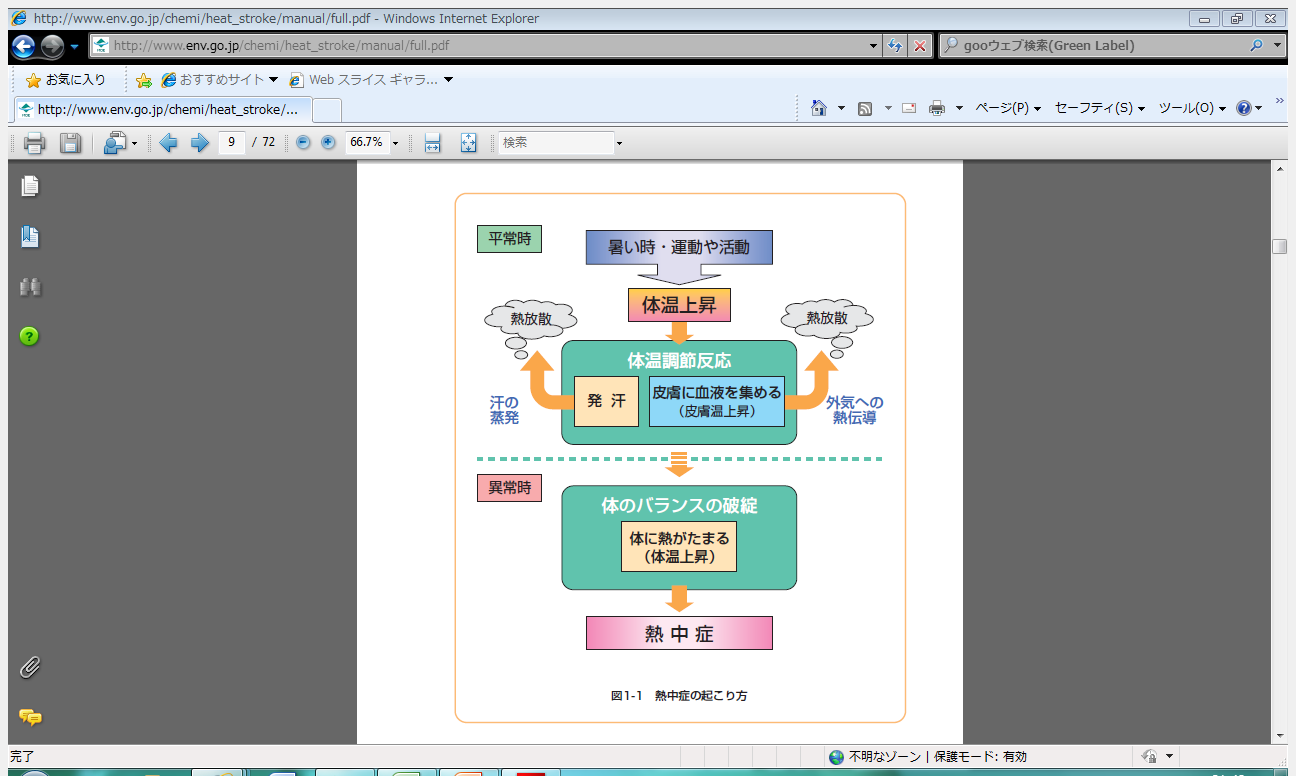 http://www.env.go.jp/chemi/heat_stroke/manual/full.pdf - Windows Internet Explorer
http://www.env.go.jp/chemi/heat_stroke/manual/full.pdf
gooウェブ検索(Green Label)
お気に入り
おすすめサイト
Web スライス ギャラ...
http://www.env.go.jp/chemi/heat_stroke/...
ページ(P)
セーフティ(S)
ツール(O)
»
9 / 72
66.7%
検索
平常時
暑い時・運動や活動
体温上昇
熱放散
熱放散
体温調節反応
発 汗
皮膚に血液を集める
（皮膚温上昇）
汗の
蒸発
外気への
熱伝導
異常時
体のバランスの破綻
体に熱がたまる
（体温上昇）
熱 中 症
図1-1　熱中症の起こり方
完了
不明なゾーン | 保護モード: 有効